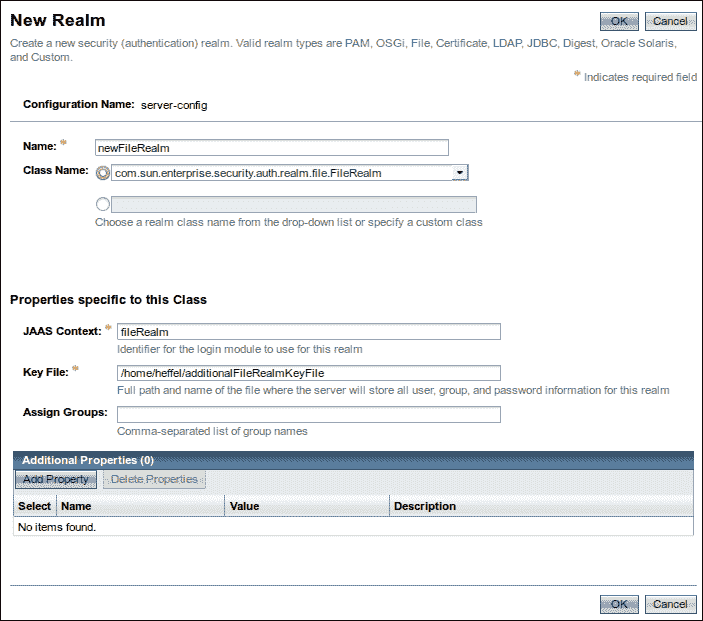 New Realm
OK Cancel
Create a new security (authentication) realm. Valid realm types are PAM, OSGi, File, Certificate, LDAP, JDBC, Digest, Oracle Solaris,
and Custom.
* Indicates required field
Configuration Name: server-config
Name: * newFileRealm
Class Name: com.sun.enterprise.security.auth.realm.file.FileRealm
Choose a realm class name from the drop-down list or specify a custom class
Properties specific to this Class
JAAS Context: * fileRealm
Identifier for the login module to use for this realm
Key File: * /home/heffel/additionalFileRealmKeyFile
Full path and name of the file where the server will store all user, group, and password information for this realm
Assign Groups:
Comma-separated list of group names
Additional Properties (0)
Add Property Delete Properties
Select Name Value Description
No items found.
OK Cancel